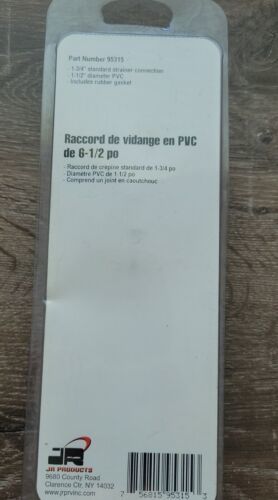 Part Number 95315
- 1-3/4" standard strainer connection
- 1-1/2" diameter PVC
- Includes rubber gasket
Raccord de vidange en PVC
de 6-1/2 po
- Raccord de crépine standard de 1-3/4 po
- Diamètre PVC de 1-1/2 po
- Comprend un joint en caoutchouc
JR
JR PRODUCTS
9680 County Road
Clarence Ctr, NY 14032
www.jrprvinc.com
7 56815 95315 3